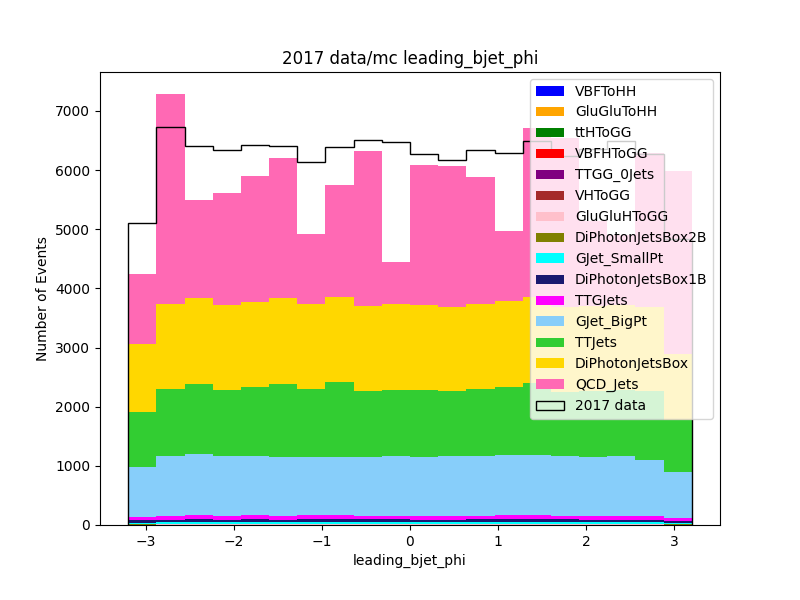 2017 data/mc leading_bjet_phi
Number of Events
7000
6000
5000
4000
3000
2000
1000
0
−3
−2
−1
0
1
2
3
leading_bjet_phi
VBFToHH
GluGluToHH
ttHToGG
VBFHToGG
TTGG_0Jets
VHToGG
GluGluHToGG
DiPhotonJetsBox2B
GJet_SmallPt
DiPhotonJetsBox1B
TTGJets
GJet_BigPt
TTJets
DiPhotonJetsBox
QCD_Jets
2017 data